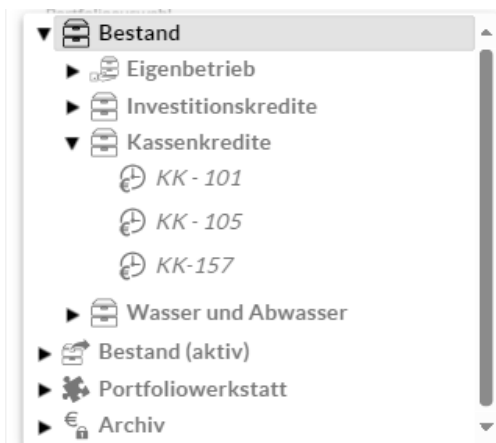 Bestand
Eigenbetrieb
Investitionskredite
Kassenkredite
KK - 101
KK - 105
KK-157
Wasser und Abwasser
Bestand (aktiv)
Portfoliowerkstatt
Archiv